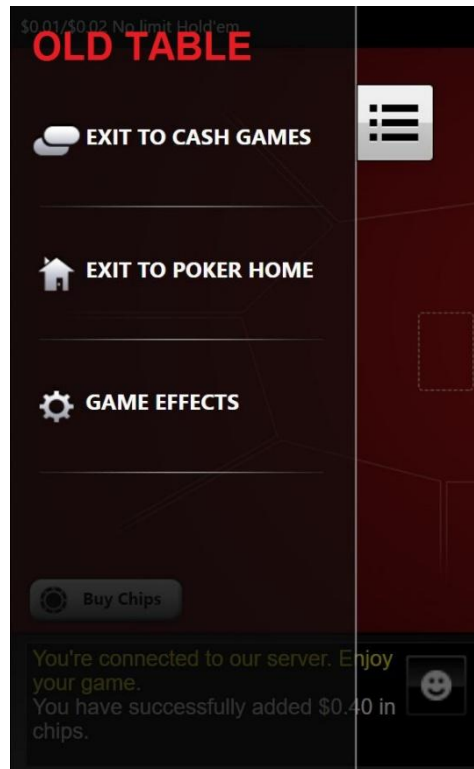 $0.01/$0.02 No limit Hold'em
OLD TABLE
EXIT TO CASH GAMES
EXIT TO POKER HOME
GAME EFFECTS
Buy Chips
You're connected to our server. Enjoy
your game.
You have successfully added $0.40 in
chips.